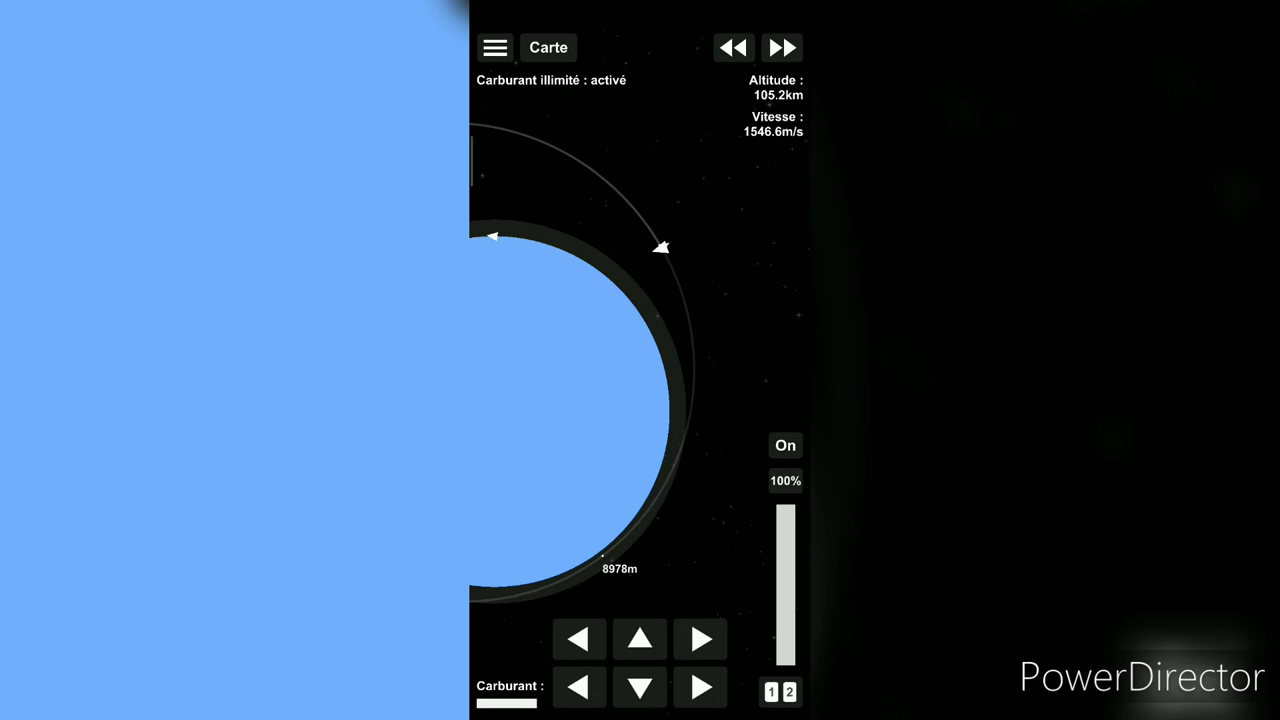 Carte
Carburant illimité : activé
Altitude :
105.2km
Vitesse :
1546.6m/s
On
100%
8978m
Carburant :
1 2
PowerDirector